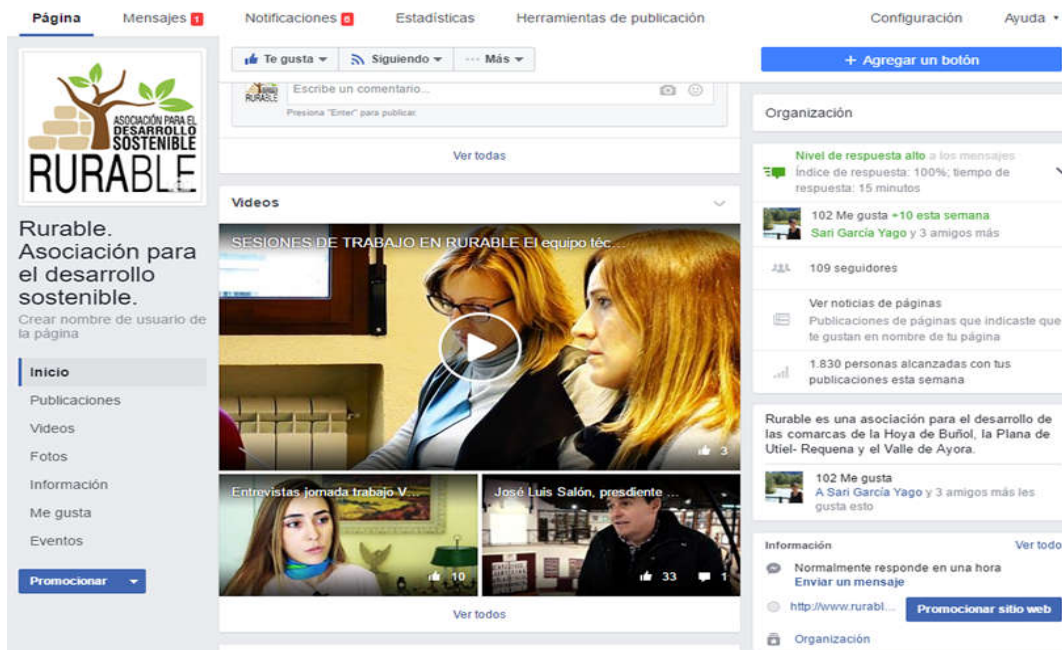 Página Mensajes 1 Notificaciones 6 Estadísticas Herramientas de publicación Configuración Ayuda
Te gusta Siguiendo ··· Más
+ Agregar un botón
ASOCIACIÓN PARA EL
DESARROLLO
SOSTENIBLE
RURABLE
Rurable.
Asociación para
el desarrollo
sostenible.
Crear nombre de usuario de
la página
Inicio
Publicaciones
Videos
Fotos
Información
Me gusta
Eventos
Promocionar
RURABLE
Escribe un comentario...
Presiona "Enter" para publicar.
Ver todas
Videos
SESIONES DE TRABAJO EN RURABLE El equipo téc...
3
Entrevistas jornada trabajo V...
10
José Luis Salón, presdiente ...
33 1
Ver todos
Organización
Nivel de respuesta alto a los mensajes
Índice de respuesta: 100%; tiempo de
respuesta: 15 minutos
102 Me gusta +10 esta semana
Sari García Yago y 3 amigos más
109 seguidores
Ver noticias de páginas
Publicaciones de páginas que indicaste que
te gustan en nombre de tu página
1.830 personas alcanzadas con tus
publicaciones esta semana
Rurable es una asociación para el desarrollo de
las comarcas de la Hoya de Buñol, la Plana de
Utiel- Requena y el Valle de Ayora.
102 Me gusta
A Sari García Yago y 3 amigos más les
gusta esto
Información Ver todo
Normalmente responde en una hora
Enviar un mensaje
http://www.rurabl... Promocionar sitio web
Organización